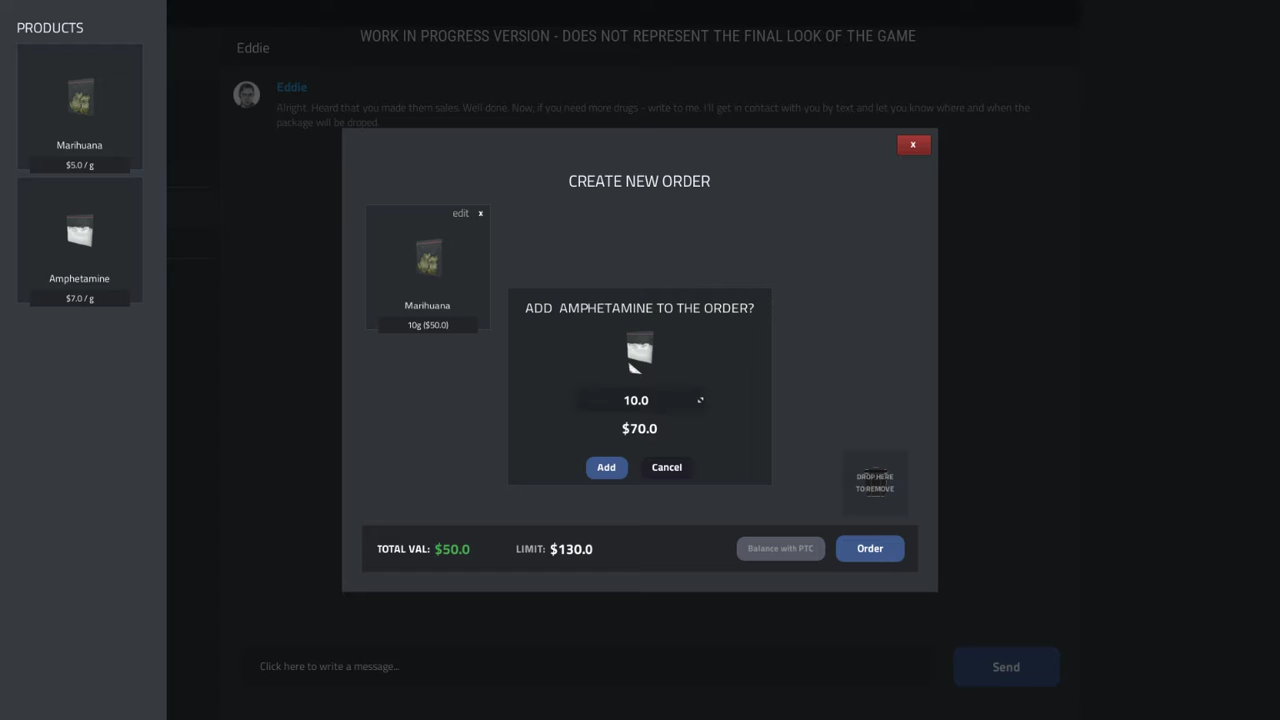 PRODUCTS
Marihuana
$5.0 / g
Amphetamine
$7.0 / g
Eddie
WORK IN PROGRESS VERSION - DOES NOT REPRESENT THE FINAL LOOK OF THE GAME
Eddie
Alright. Heard that you made them sales. Well done. Now, if you need more drugs - write to me. I'll get in contact with you by text and let you know where and when the
package will be droped.
x
CREATE NEW ORDER
edit x
Marihuana
10g ($50.0)
ADD AMPHETAMINE TO THE ORDER?
10.0
$70.0
Add Cancel
DROP HERE
TO REMOVE
TOTAL VAL: $50.0 LIMIT: $130.0 Balance with PTC Order
Click here to write a message... Send